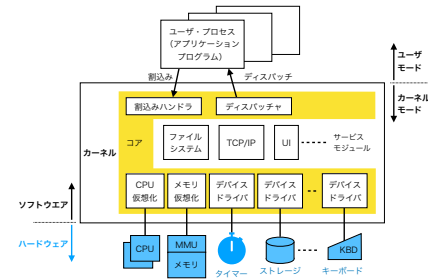 ユーザ・プロセス
（アプリケーション
プログラム）
割込み
ディスパッチ
ユーザ
モード
カーネル
モード
割込みハンドラ
ディスパッチャ
カーネル
コア
ファイル
システム
TCP/IP
UI
サービス
モジュール
CPU
仮想化
メモリ
仮想化
デバイス
ドライバ
デバイス
ドライバ
デバイス
ドライバ
ソフトウエア
ハードウェア
CPU
MMU
メモリ
タイマー
ストレージ
KBD
キーボード